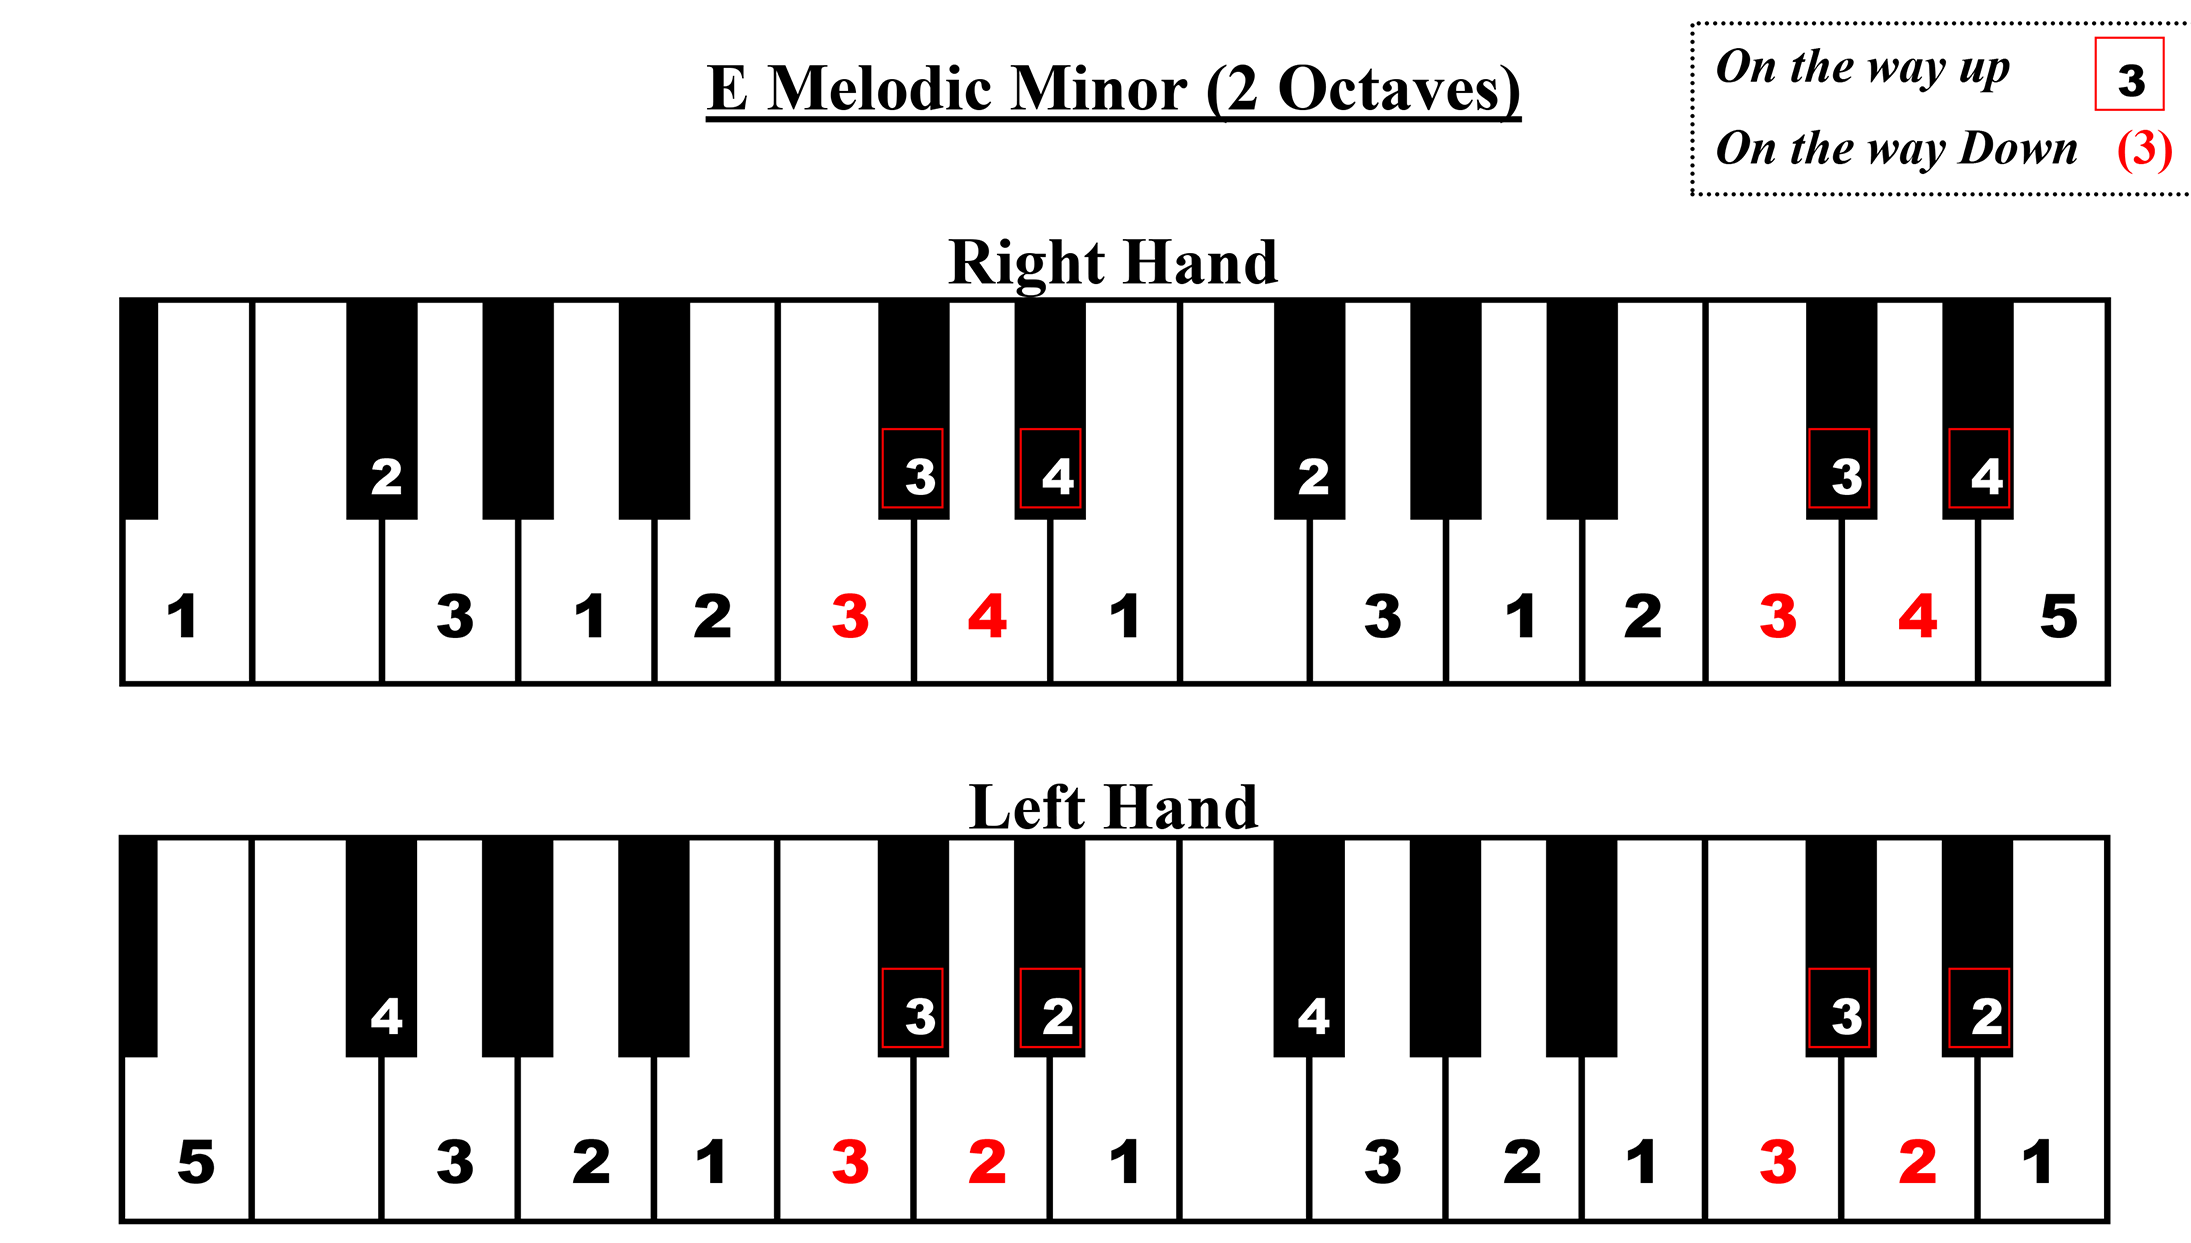 E Melodic Minor (2 Octaves)
On the way up 3
On the way Down (3)
Right Hand
2 3 4 2 3 4
1 3 1 2 3 4 1 3 1 2 3 4 5
Left Hand
4 3 2 4 3 2
5 3 2 1 3 2 1 3 2 1 3 2 1